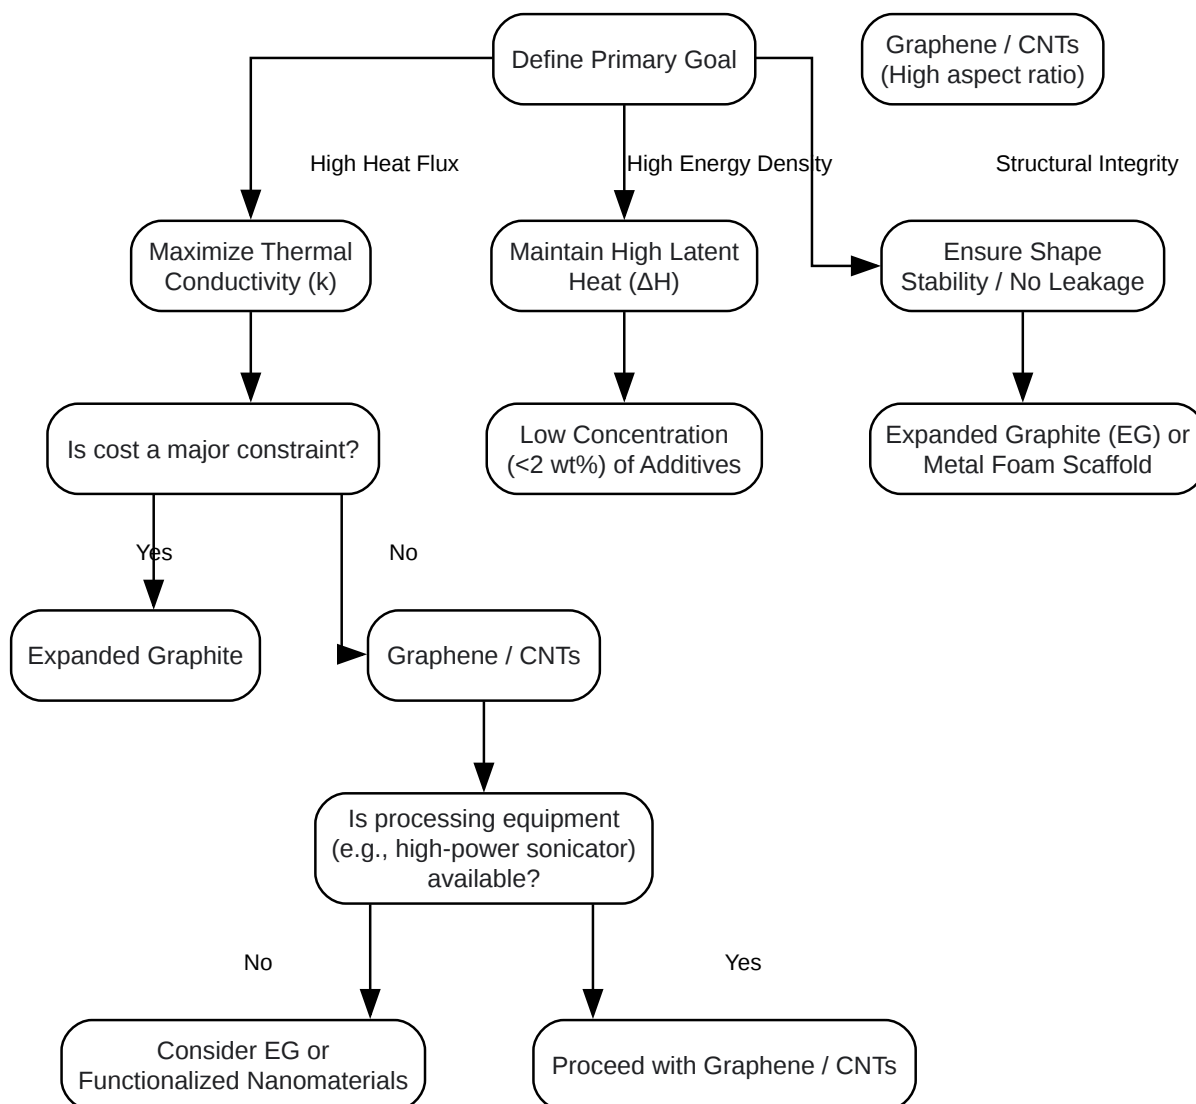 Define Primary Goal
Graphene / CNTs
(High aspect ratio)
High Heat Flux
High Energy Density
Structural Integrity
Maximize Thermal
Conductivity (k)
Maintain High Latent
Heat (ΔH)
Ensure Shape
Stability / No Leakage
Is cost a major constraint?
Low Concentration
(<2 wt%) of Additives
Expanded Graphite (EG) or
Metal Foam Scaffold
Yes
No
Expanded Graphite
Graphene / CNTs
Is processing equipment
(e.g., high-power sonicator)
available?
No
Yes
Consider EG or
Functionalized Nanomaterials
Proceed with Graphene / CNTs